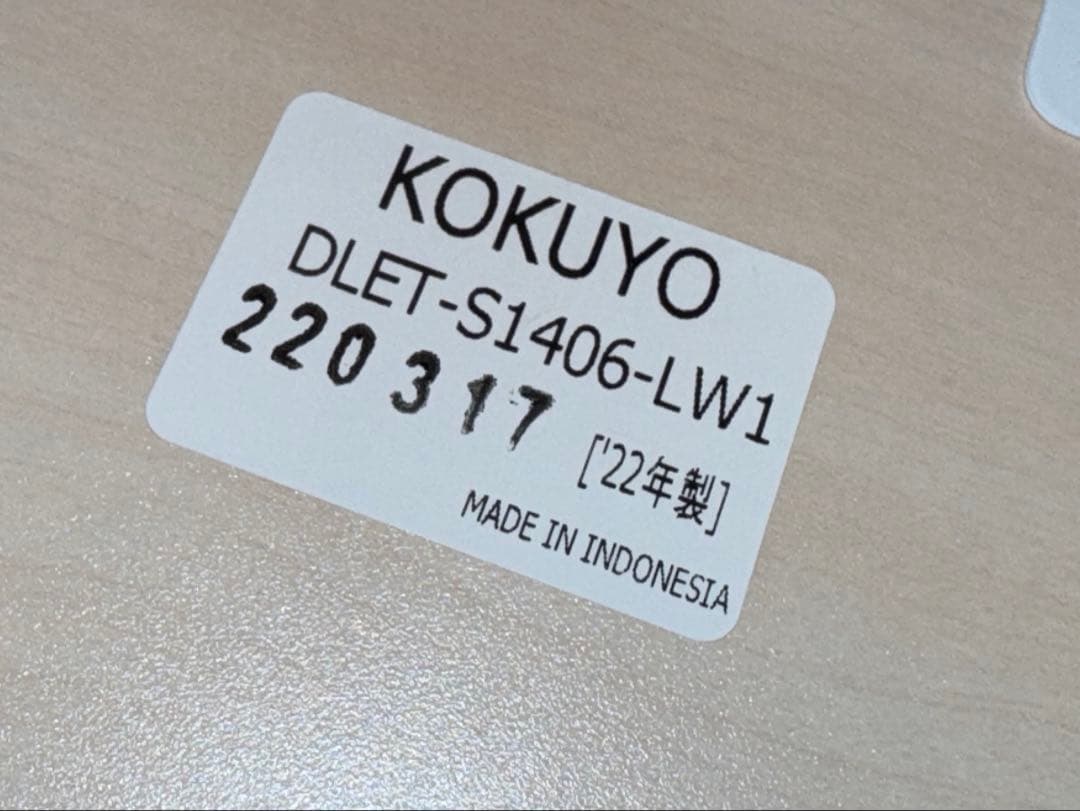 KOKUYO
DLET-S1406-LW1
220317
['22年製]
MADE IN INDONESIA